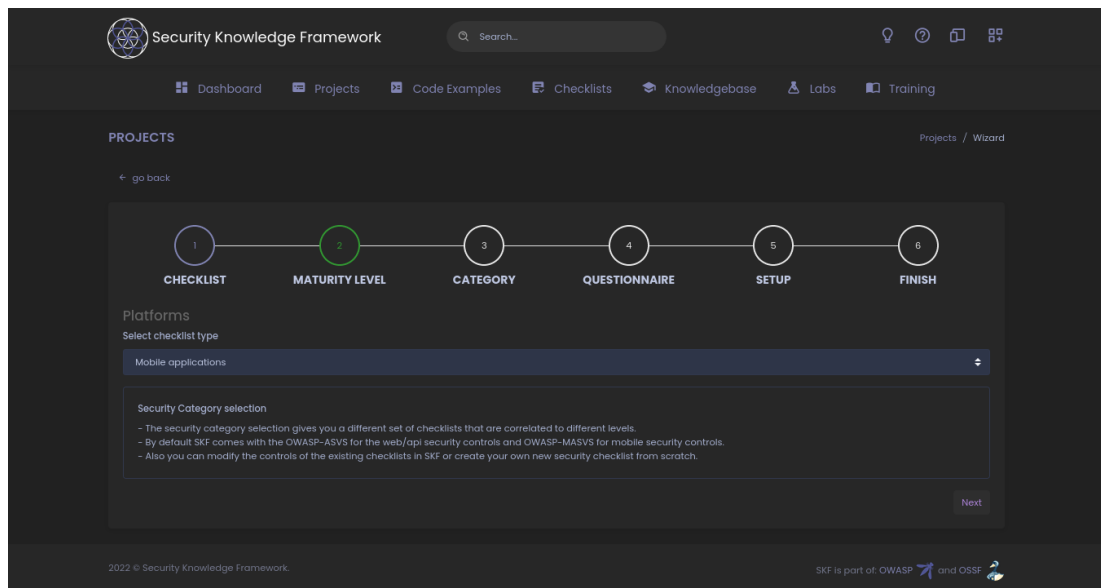 Security Knowledge Framework
Search...
Dashboard Projects Code Examples Checklists Knowledgebase Labs Training
PROJECTS
Projects / Wizard
← go back
1 2 3 4 5 6
CHECKLIST MATURITY LEVEL CATEGORY QUESTIONNAIRE SETUP FINISH
Platforms
Select checklist type
Mobile applications
Security Category selection
- The security category selection gives you a different set of checklists that are correlated to different levels.
- By default SKF comes with the OWASP-ASVS for the web/api security controls and OWASP-MASVS for mobile security controls.
- Also you can modify the controls of the existing checklists in SKF or create your own new security checklist from scratch.
Next
2022 © Security Knowledge Framework.
SKF is part of: OWASP and OSSF